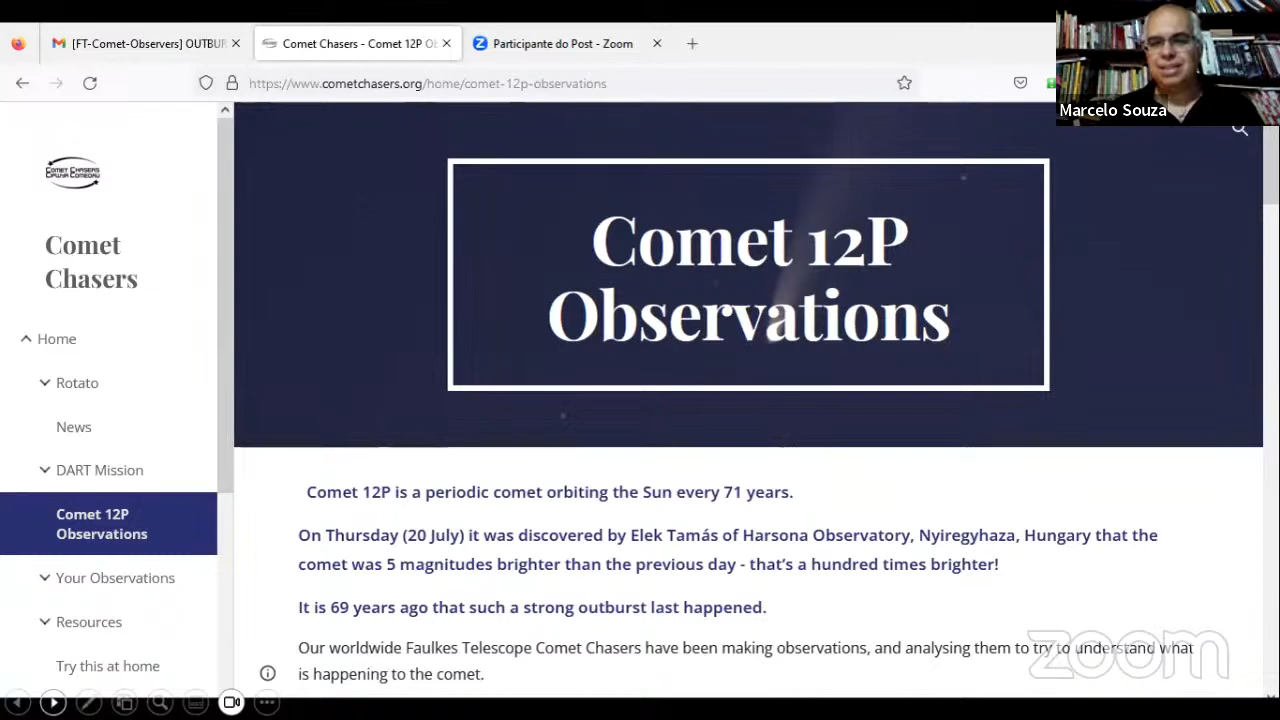 [FT-Comet-Observers] OUTBUR
Comet Chasers - Comet 12P O
Participante do Post - Zoom
https://www.cometchasers.org/home/comet-12p-observations
Marcelo Souza
COMET CHASERS
Comet
Chasers
Home
Rotato
News
DART Mission
Comet 12P
Observations
Your Observations
Resources
Try this at home
Comet 12P
Observations
Comet 12P is a periodic comet orbiting the Sun every 71 years.
On Thursday (20 July) it was discovered by Elek Tamás of Harsona Observatory, Nyiregyhaza, Hungary that the
comet was 5 magnitudes brighter than the previous day - that's a hundred times brighter!
It is 69 years ago that such a strong outburst last happened.
Our worldwide Faulkes Telescope Comet Chasers have been making observations, and analysing them to try to understand what
is happening to the comet.
zoom